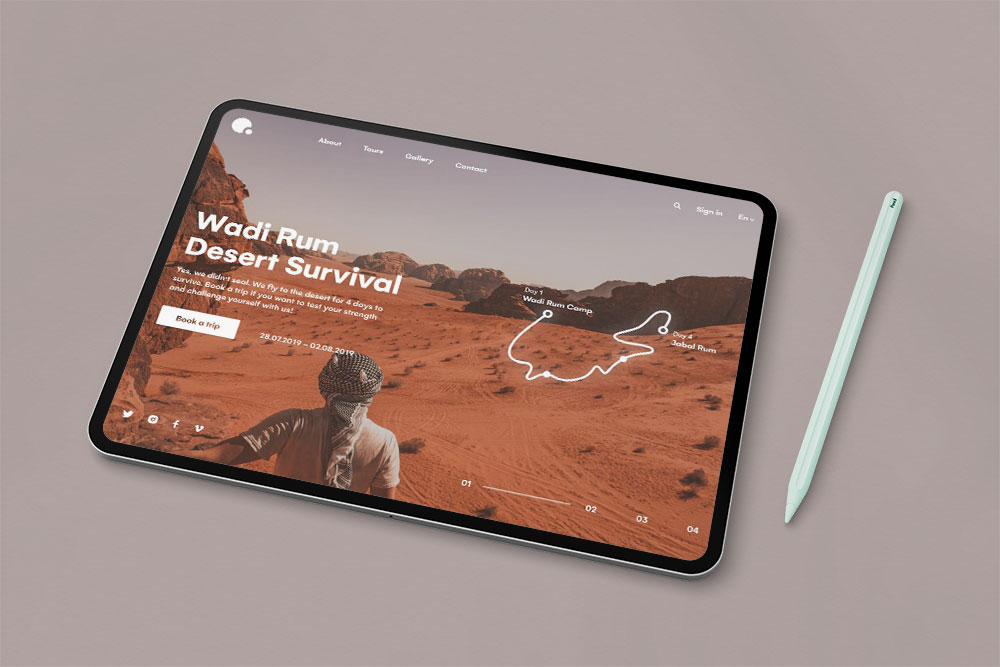 About Tours Gallery Contact
Sign in En
Wadi Rum
Desert Survival
Yes, we didn't seal. We fly to the desert for 4 days to
survive. Book a trip if you want to test your strength
and challenge yourself with us!
Book a trip
28.07.2019 – 02.08.2019
Day 1
Wadi Rum Camp
Day 4
Jabal Rum
01
02
03
04